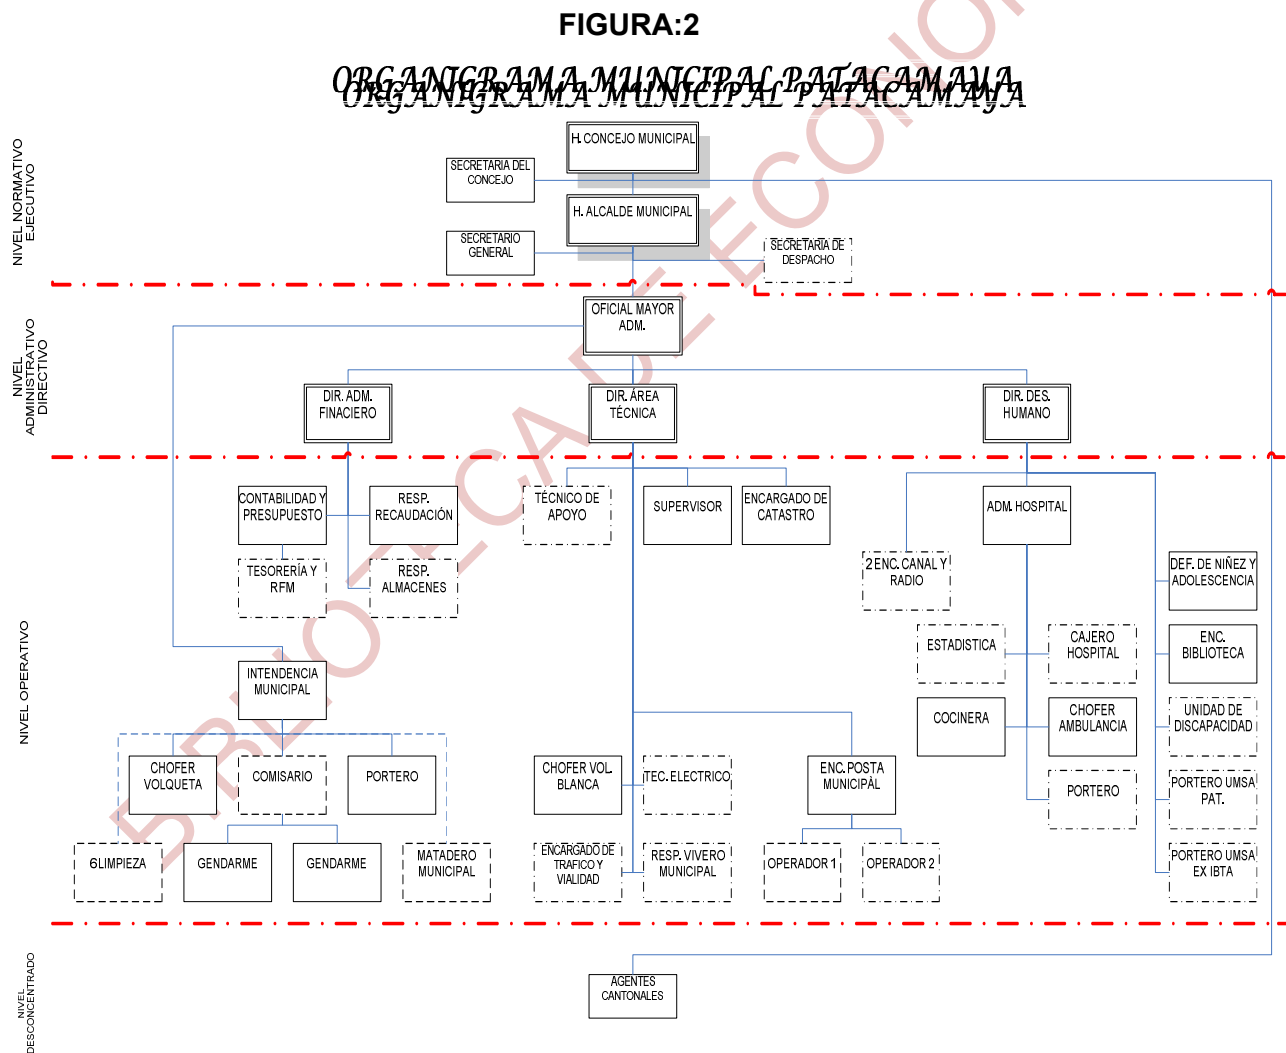 FIGURA:2
ORGANIGRAMA MUNICIPAL PATACAMAYA
NIVEL NORMATIVO
EJECUTIVO
H. CONCEJO MUNICIPAL
SECRETARIA DEL
CONCEJO
H. ALCALDE MUNICIPAL
SECRETARIO
GENERAL
SECRETARIA DE
DESPACHO
NIVEL
ADMINISTRATIVO
DIRECTIVO
OFICIAL MAYOR
ADM.
DIR. ADM.
FINACIERO
DIR. ÁREA
TÉCNICA
DIR. DES.
HUMANO
NIVEL OPERATIVO
CONTABILIDAD Y
PRESUPUESTO
RESP.
RECAUDACIÓN
TÉCNICO DE
APOYO
SUPERVISOR
ENCARGADO DE
CATASTRO
ADM. HOSPITAL
TESORERÍA Y
RFM
RESP.
ALMACENES
2 ENC. CANAL Y
RADIO
DEF. DE NIÑEZ Y
ADOLESCENCIA
ESTADISTICA
CAJERO
HOSPITAL
ENC.
BIBLIOTECA
INTENDENCIA
MUNICIPAL
COCINERA
CHOFER
AMBULANCIA
UNIDAD DE
DISCAPACIDAD
CHOFER
VOLQUETA
COMISARIO
PORTERO
CHOFER VOL.
BLANCA
TEC. ELECTRICO
ENC. POSTA
MUNICIPÀL
PORTERO
PORTERO UMSA
PAT.
6LIMPIEZA
GENDARME
GENDARME
MATADERO
MUNICIPAL
ENCARGADO DE
TRAFICO Y
VIALIDAD
RESP. VIVERO
MUNICIPAL
OPERADOR 1
OPERADOR 2
PORTERO UMSA
EX IBTA
NIVEL
DESCONCENTRADO
AGENTES
CANTONALES
BIBLIOTECA DE ECONO